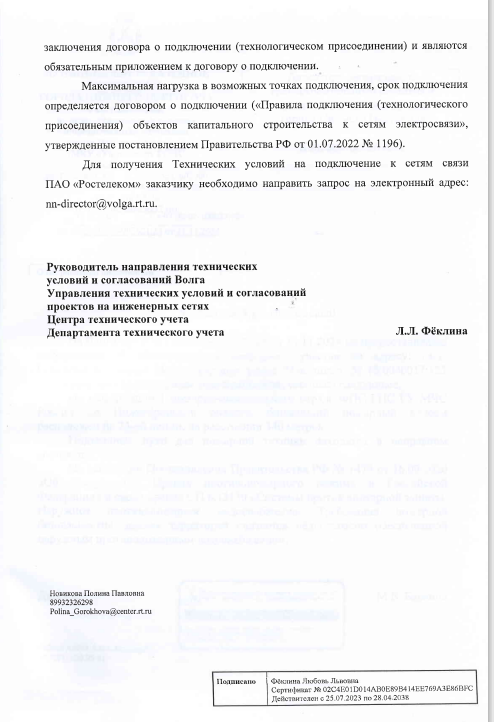 заключения договора о подключении (технологическом присоединении) и являются
обязательным приложением к договору о подключении.
Максимальная нагрузка в возможных точках подключения, срок подключения
определяется договором о подключении («Правила подключения (технологического
присоединения) объектов капитального строительства к сетям электросвязи»,
утвержденные постановлением Правительства РФ от 01.07.2022 № 1196).
Для получения Технических условий на подключение к сетям связи
ПАО «Ростелеком» заказчику необходимо направить запрос на электронный адрес:
nn-director@volga.rt.ru.
Руководитель направления технических
условий и согласований Волга
Управления технических условий и согласований
проектов на инженерных сетях
Центра технического учета
Департамента технического учета Л.Л. Фёклина
Новикова Полина Павловна
89932326298
Polina_Gorokhova@center.rt.ru
Подписано Фёклина Любовь Львовна
Сертификат № 02C4E01D014AB0E89B414EE769A3E86BFC
Действителен с 25.07.2023 по 28.04.2038